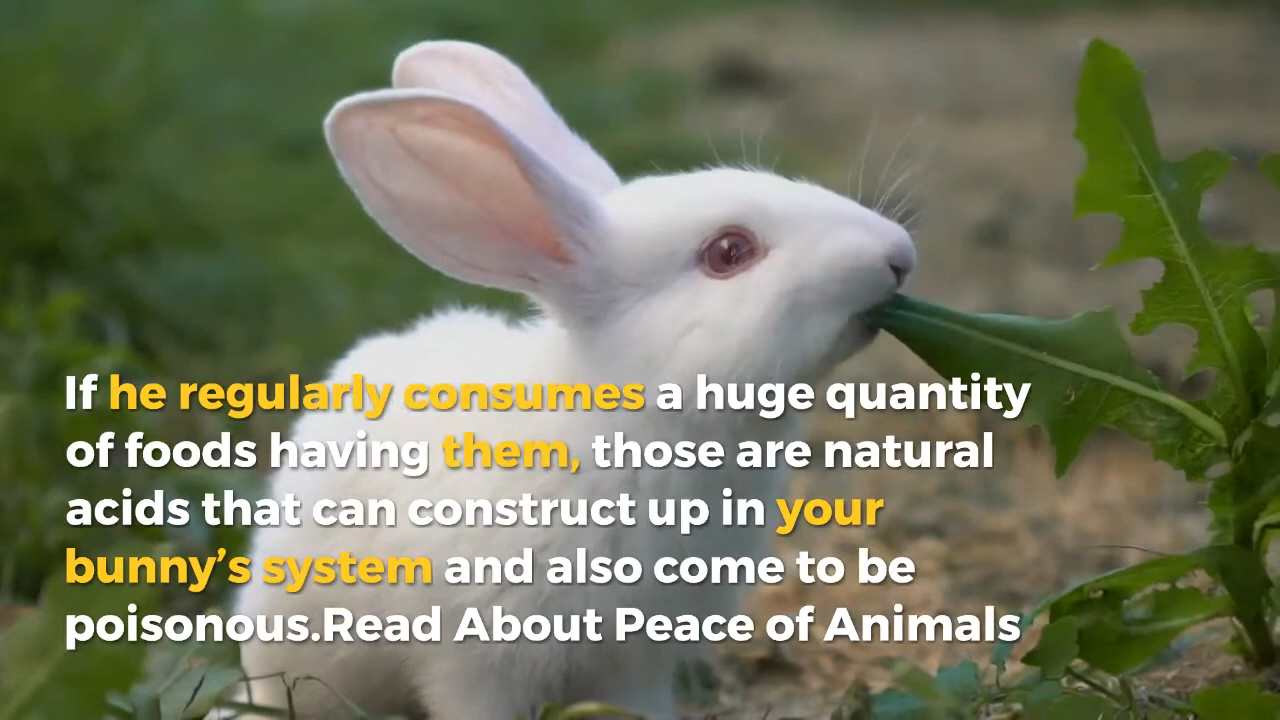 If he regularly consumes a huge quantity
of foods having them, those are natural
acids that can construct up in your
bunny’s system and also come to be
poisonous.Read About Peace of Animals